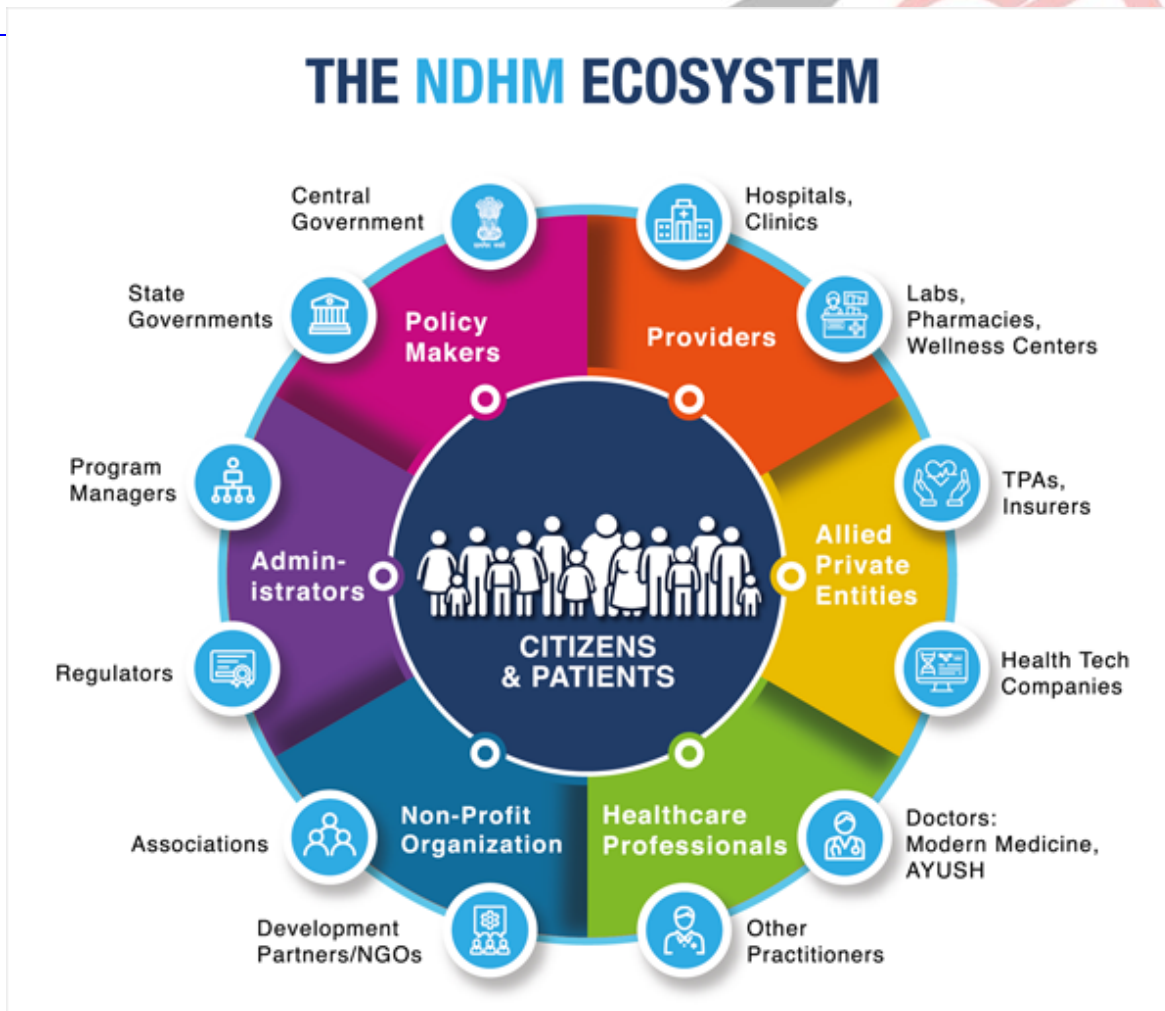 THE NDHM ECOSYSTEM
Central
Government
Hospitals,
Clinics
State
Governments
Labs,
Pharmacies,
Wellness Centers
Policy
Makers
Providers
Program
Managers
TPAs,
Insurers
Admin-
istrators
Allied
Private
Entities
CITIZENS
& PATIENTS
Regulators
Health Tech
Companies
Non-Profit
Organization
Healthcare
Professionals
Associations
Doctors:
Modern Medicine,
AYUSH
Development
Partners/NGOs
Other
Practitioners